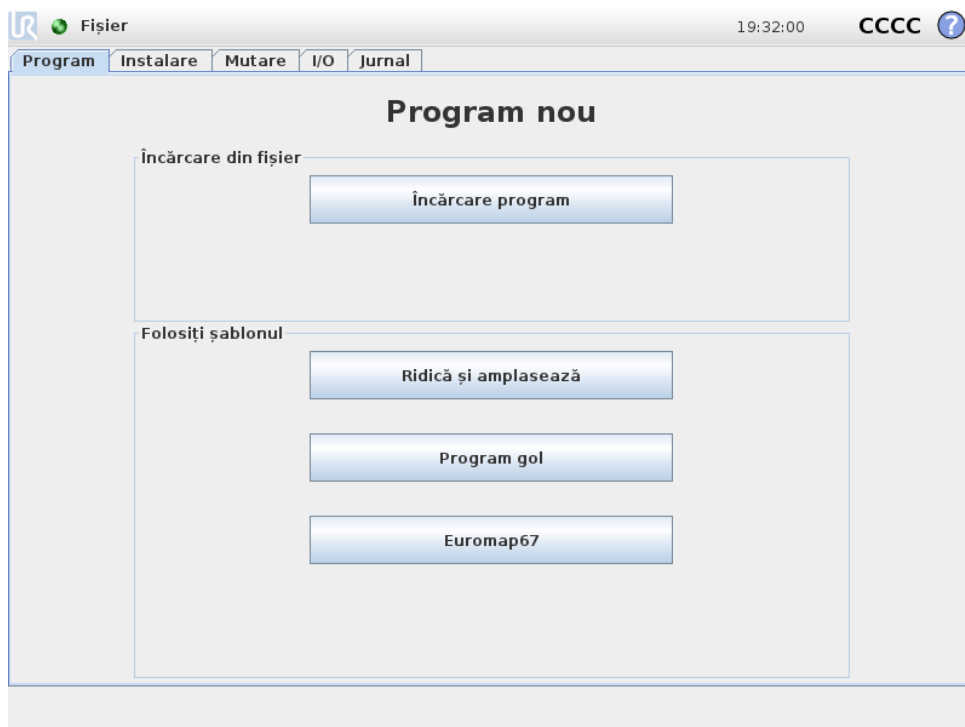 UR Fișier 19:32:00 CCCC ?
Program Instalare Mutare I/O Jurnal
Program nou
Încărcare din fișier
Încărcare program
Folosiți șablonul
Ridică și amplasează
Program gol
Euromap67